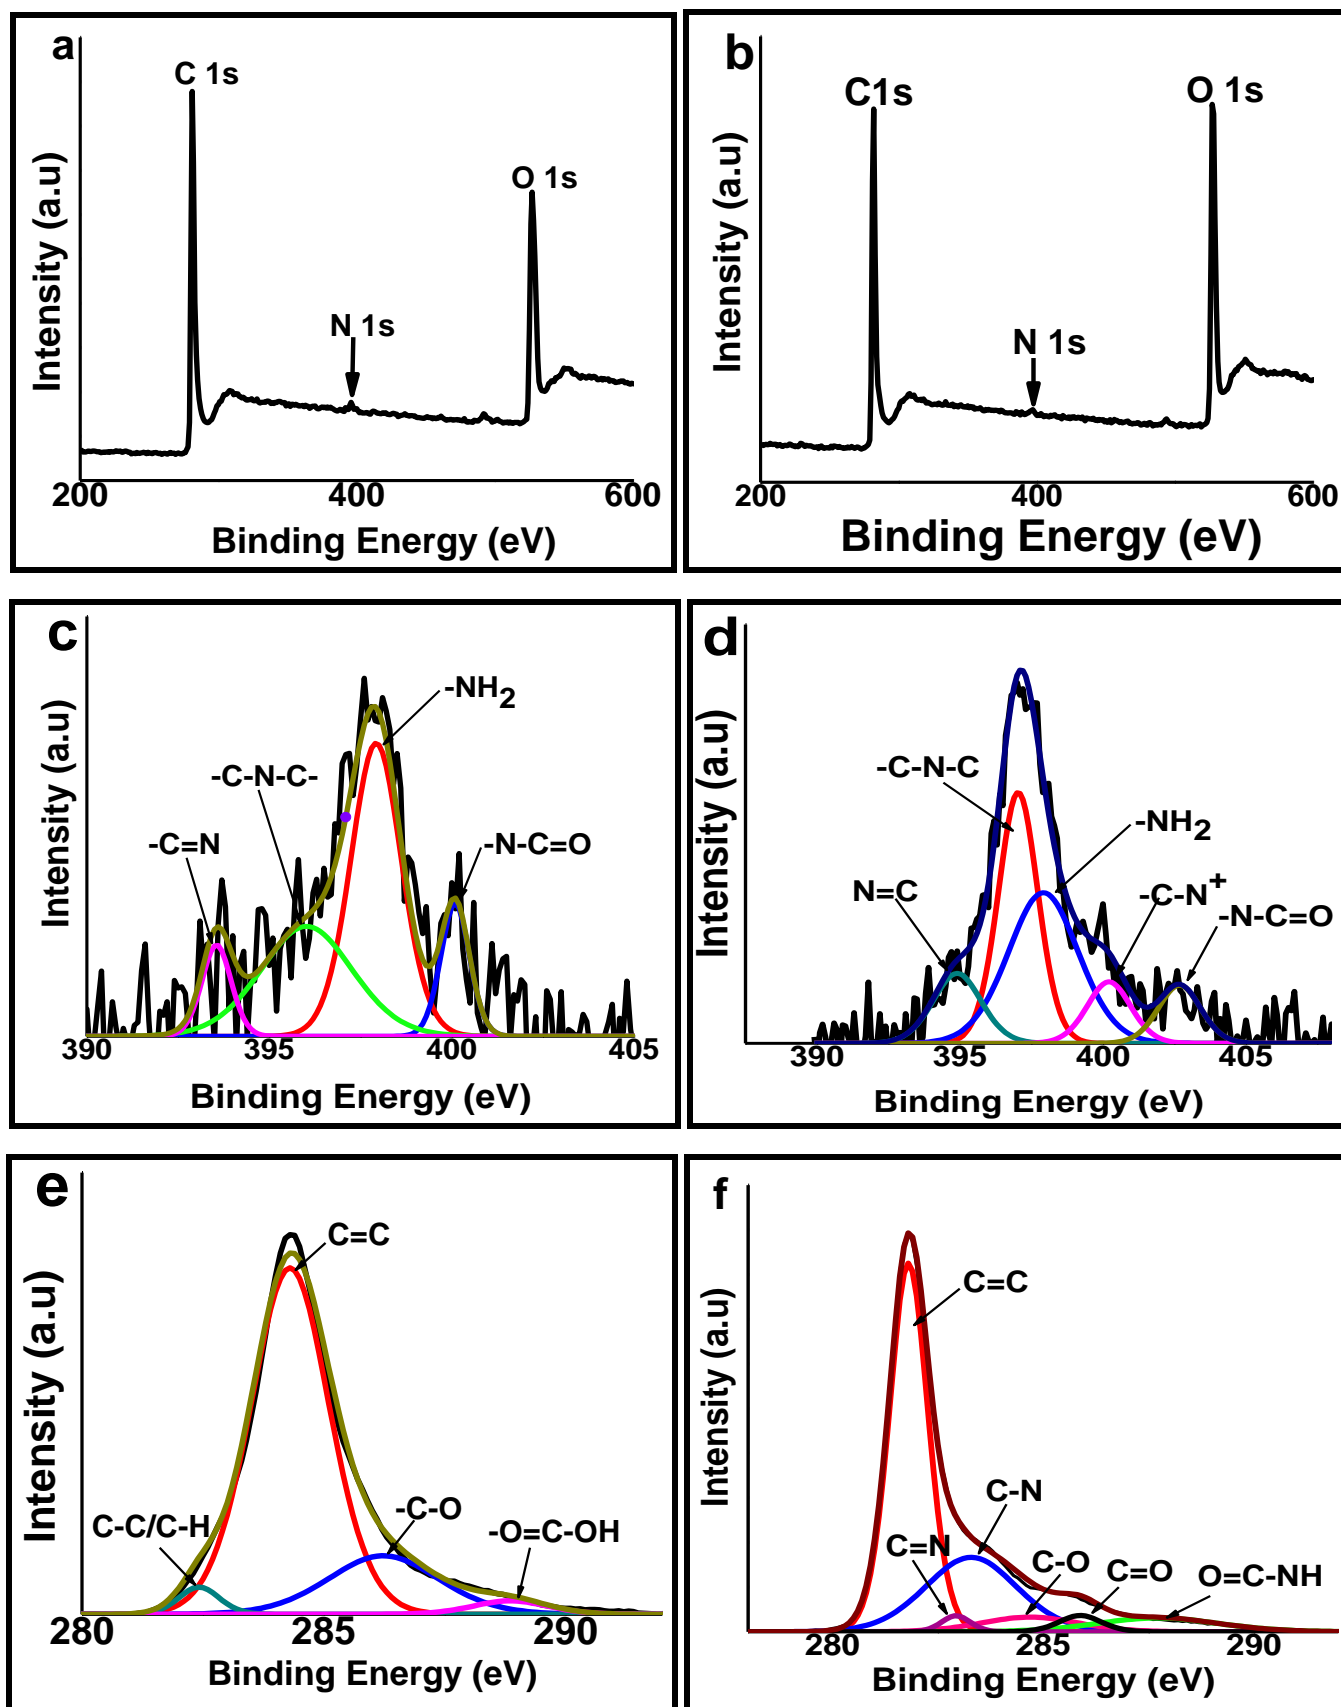 a
C 1s
O 1s
N 1s
Intensity (a.u)
200 400 600
Binding Energy (eV)
b
C1s
O 1s
N 1s
Intensity (a.u)
200 400 600
Binding Energy (eV)
c
-NH2
-C-N-C-
-C=N
-N-C=O
Intensity (a.u)
390 395 400 405
Binding Energy (eV)
d
-C-N-C
-NH2
N=C
-C-N+
-N-C=O
Intensity (a.u)
390 395 400 405
Binding Energy (eV)
e
C=C
C-C/C-H
-C-O
-O=C-OH
Intensity (a.u)
280 285 290
Binding Energy (eV)
f
C=C
C-N
C=N
C-O
C=O
O=C-NH
Intensity (a.u)
280 285 290
Binding Energy (eV)